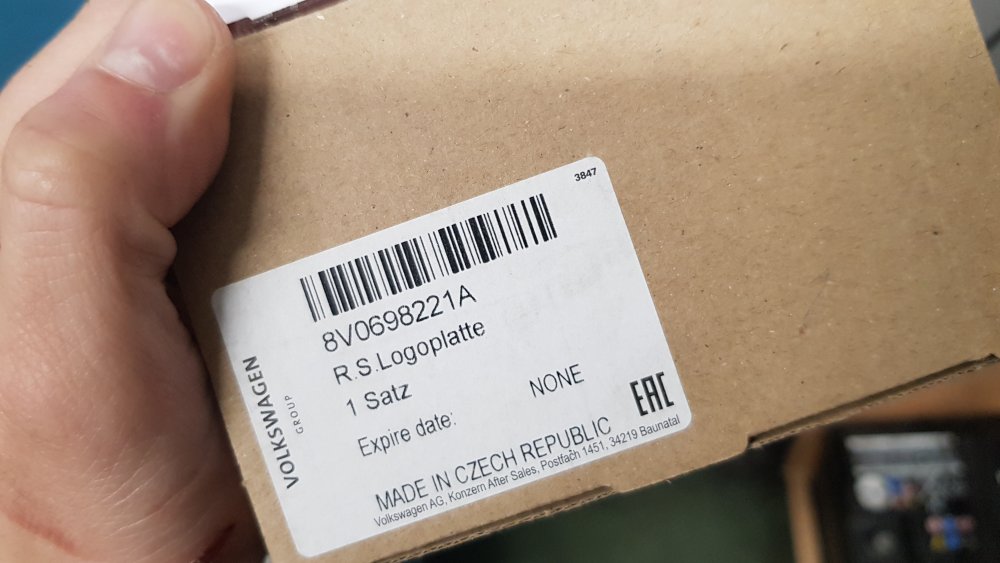 3847
8V0698221A
R.S.Logoplatte
1 Satz
Expire date:
NONE
EAC
MADE IN CZECH REPUBLIC
Volkswagen AG, Konzern After Sales, Postfach 1451, 34219 Baunatal
VOLKSWAGEN
GROUP